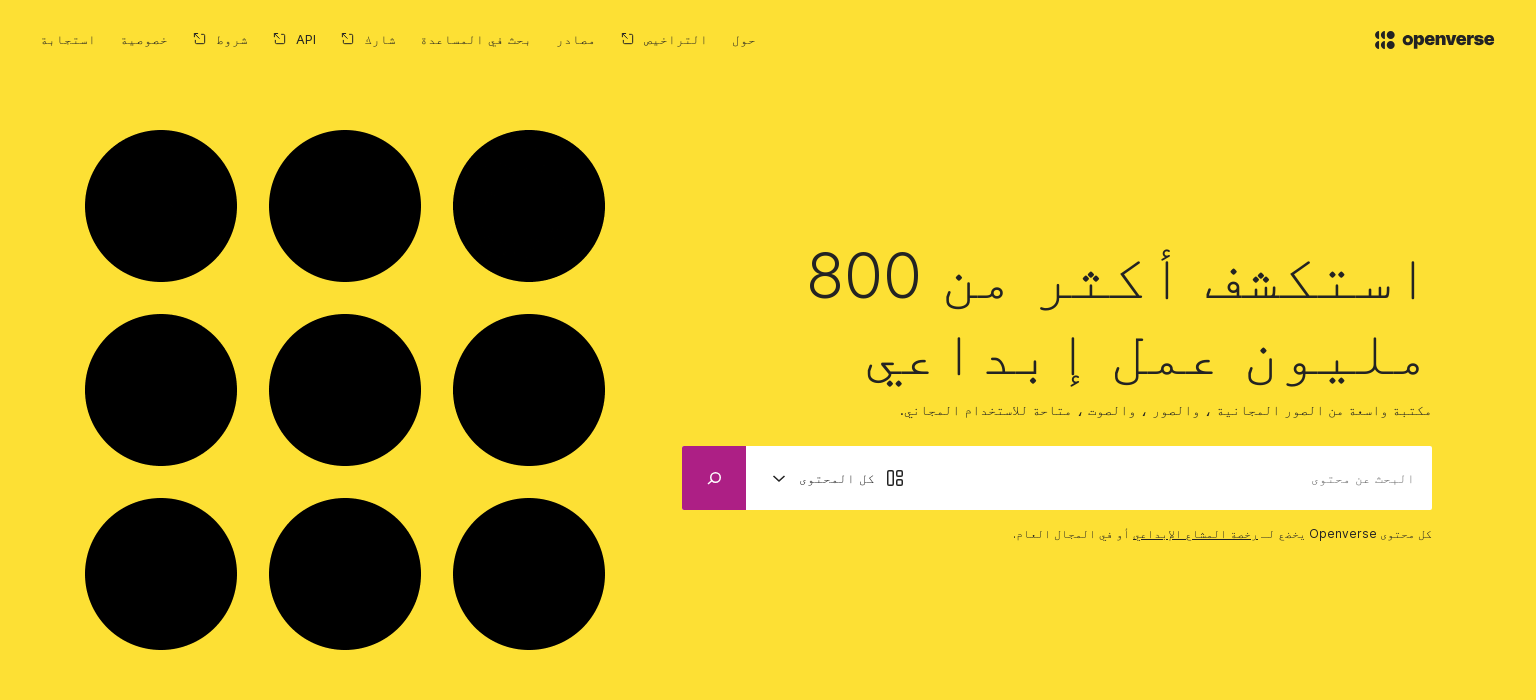 openverse
حول
التراخيص
مصادر
بحث في المساعدة
شارك
API
شروط
خصوصية
استجابة
استكشف أكثر من 800
مليون عمل إبداعي
مكتبة واسعة من الصور المجانية ، والصور ، والصوت ، متاحة للاستخدام المجاني.
البحث عن محتوى
كل المحتوى
كل محتوى Openverse يخضع لـ رخصة المشاع الإبداعي أو في المجال العام.